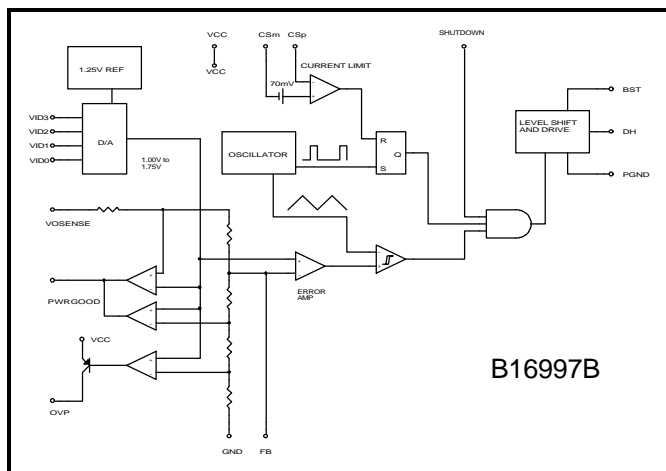 VCC
CSm
CSp
SHUTDOWN
VCC
1.25V REF
70mV
CURRENT LIMIT
BST
VID3
VID2
VID1
VID0
D/A
R
Q
S
LEVEL SHIFT
AND DRIVE
DH
OSCILLATOR
1.00V to
1.75V
PGND
VOSENSE
ERROR
AMP
PWRGOOD
VCC
B16997B
OVP
GND
FB